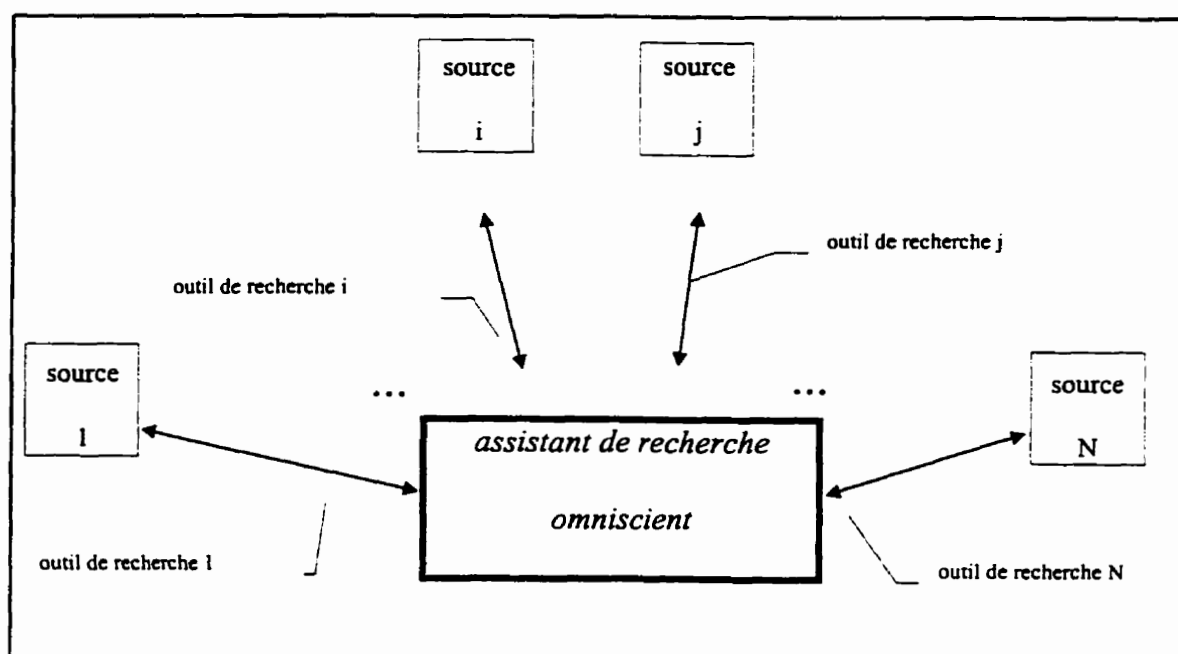 source
i
source
j
outil de recherche j
outil de recherche i
source
1
...
...
source
N
assistant de recherche
omniscient
outil de recherche 1
outil de recherche N